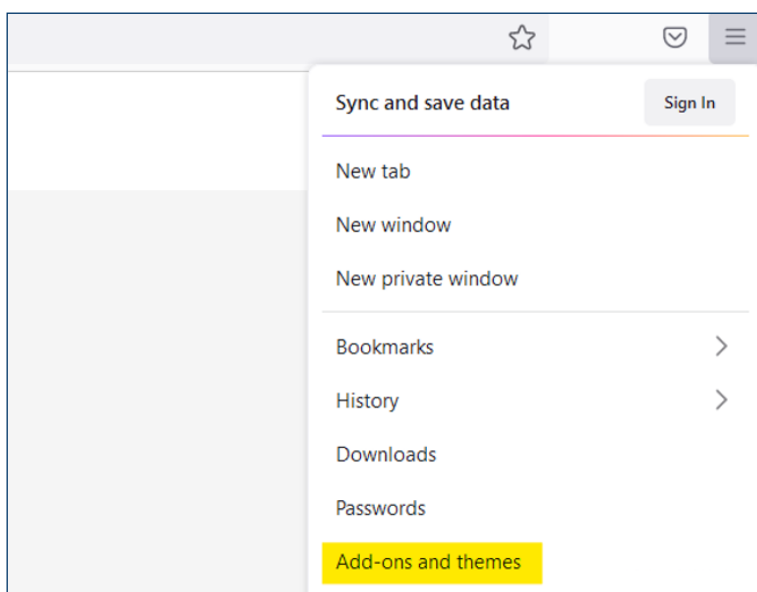 Sync and save data
Sign In
New tab
New window
New private window
Bookmarks
History
Downloads
Passwords
Add-ons and themes